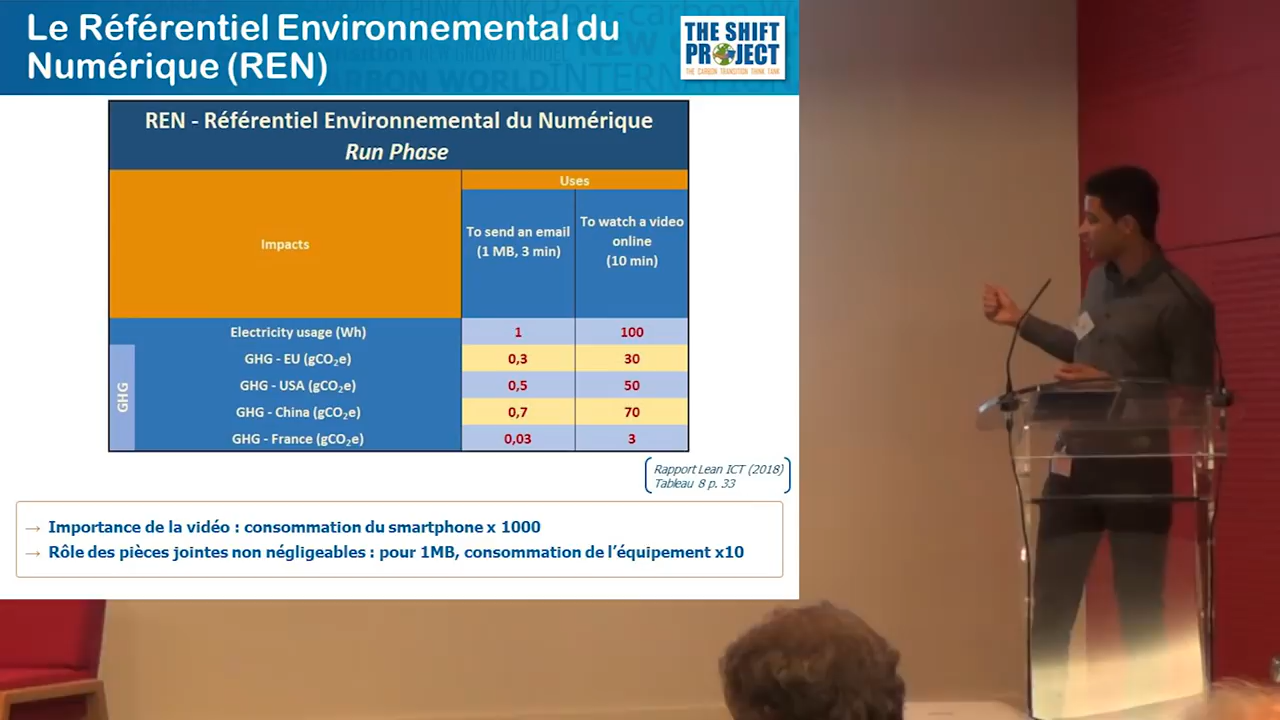 Le Référentiel Environnemental du
Numérique (REN)
THE SHIFT
PROJECT
THE CARBON TRANSITION THINK TANK
REN - Référentiel Environnemental du Numérique
Run Phase
Impacts
Uses
To send an email
(1 MB, 3 min)
To watch a video
online
(10 min)
Electricity usage (Wh) 1 100
GHG
GHG - EU (gCO₂e) 0,3 30
GHG - USA (gCO₂e) 0,5 50
GHG - China (gCO₂e) 0,7 70
GHG - France (gCO₂e) 0,03 3
Rapport Lean ICT (2018)
Tableau 8 p. 33
→ Importance de la vidéo : consommation du smartphone x 1000
→ Rôle des pièces jointes non négligeables : pour 1MB, consommation de l'équipement x10